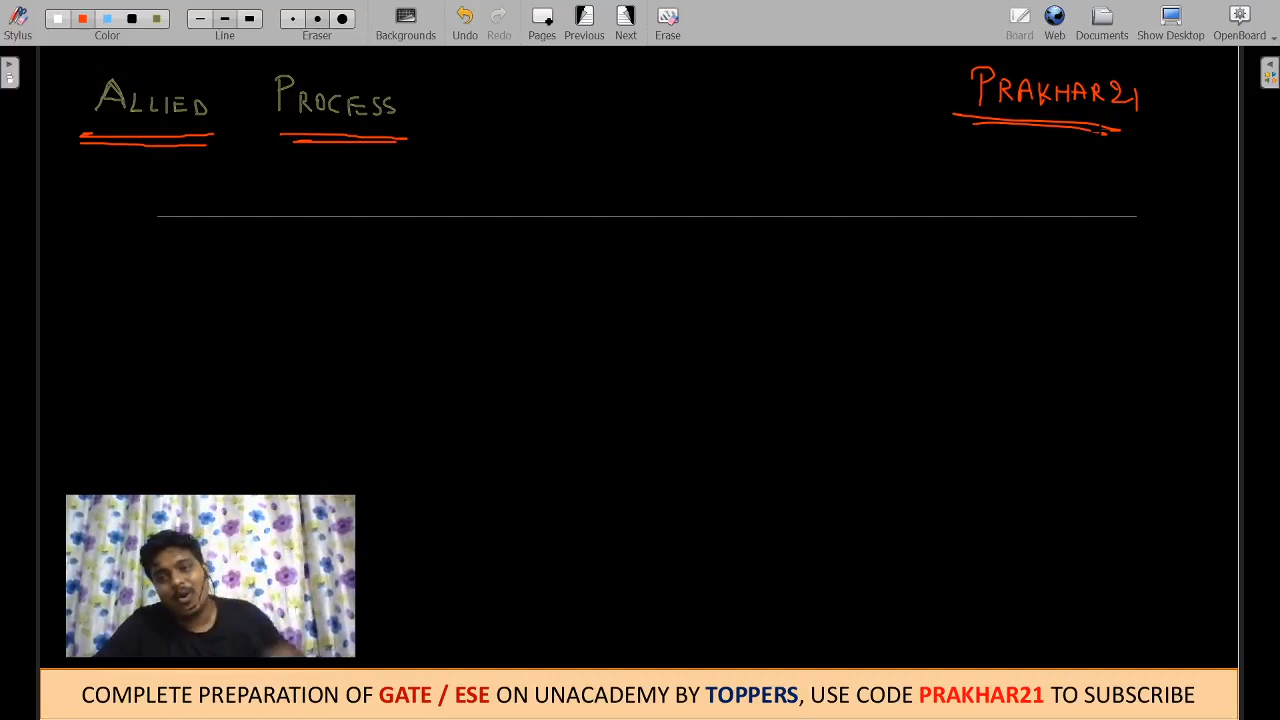 Stylus Color Line Eraser Backgrounds Undo Redo Pages Previous Next Erase Board Web Documents Show Desktop OpenBoard
ALLIED PROCESS
PRAKHAR21
COMPLETE PREPARATION OF GATE / ESE ON UNACADEMY BY TOPPERS, USE CODE PRAKHAR21 TO SUBSCRIBE